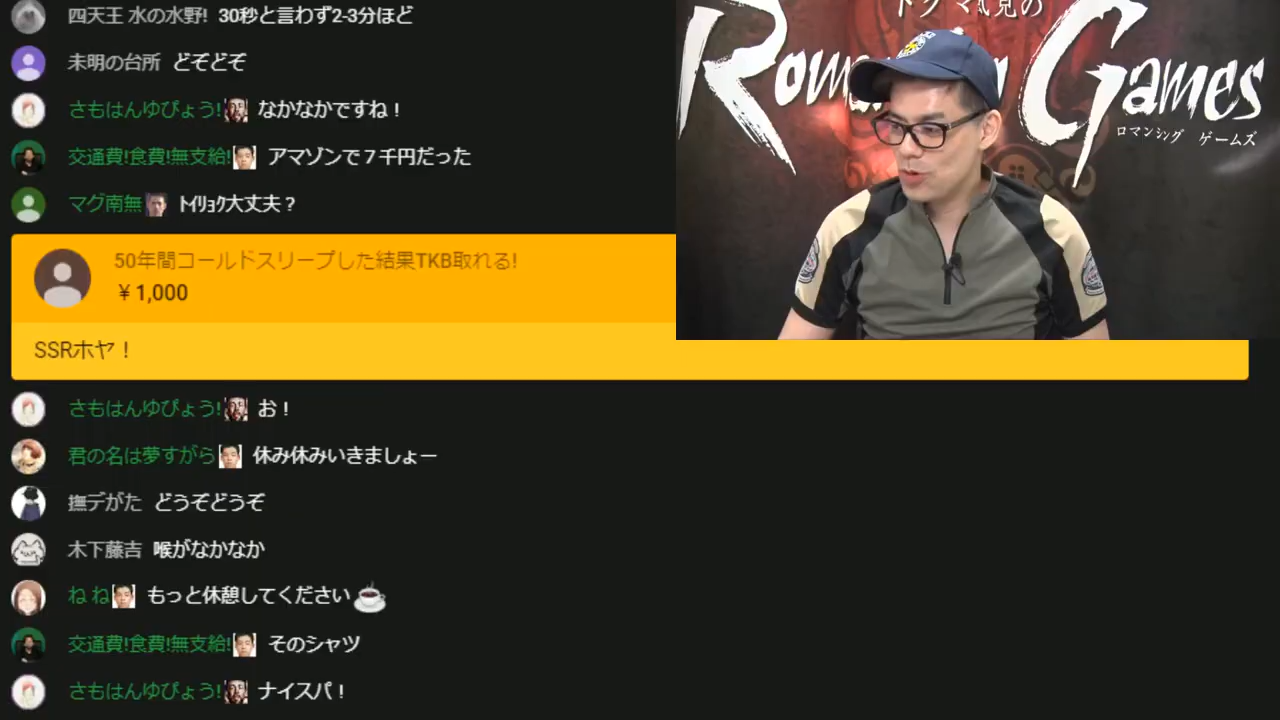 四天王 水の水野! 30秒と言わず2-3分ほど
未明の台所 どぞどぞ
さもはんゆぴょう! なかなかですね！
交通費!食費!無支給! アマゾンで７千円だった
マグ南無 ﾄｲﾘｮｸ大丈夫？
50年間コールドスリープした結果TKB取れる!
￥1,000
SSRホヤ！
さもはんゆぴょう! お！
君の名は夢すがら 休み休みいきましょー
撫デがた どうぞどうぞ
木下藤吉 喉がなかなか
ね ね もっと休憩してください
交通費!食費!無支給! そのシャツ
さもはんゆぴょう! ナイスパ！
ドグマ風見の
Romancing Games
ロマンシング ゲームズ